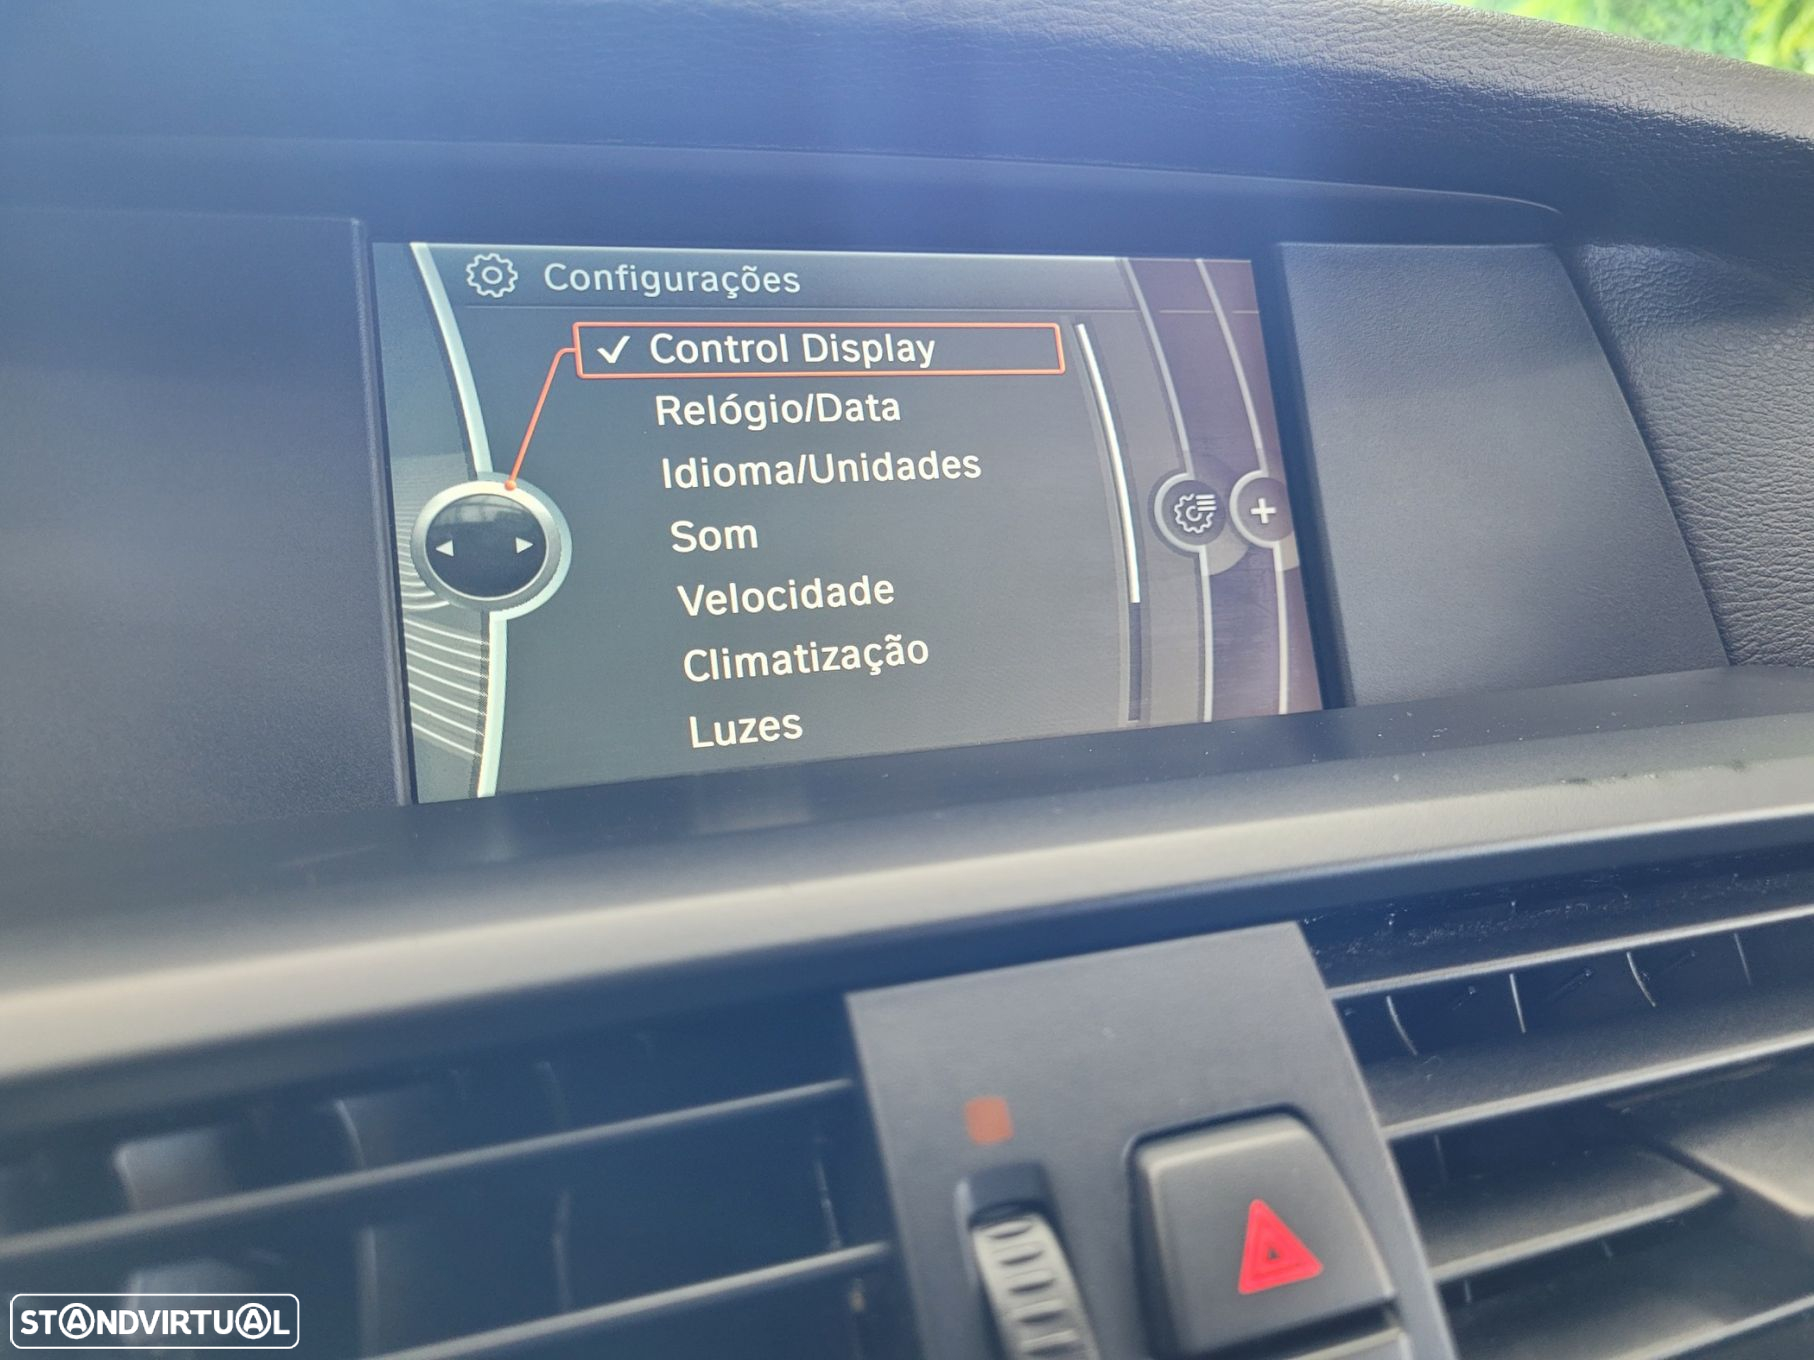 Configurações
✓ Control Display
Relógio/Data
Idioma/Unidades
Som
Velocidade
Climatização
Luzes
STANDVIRTUAL